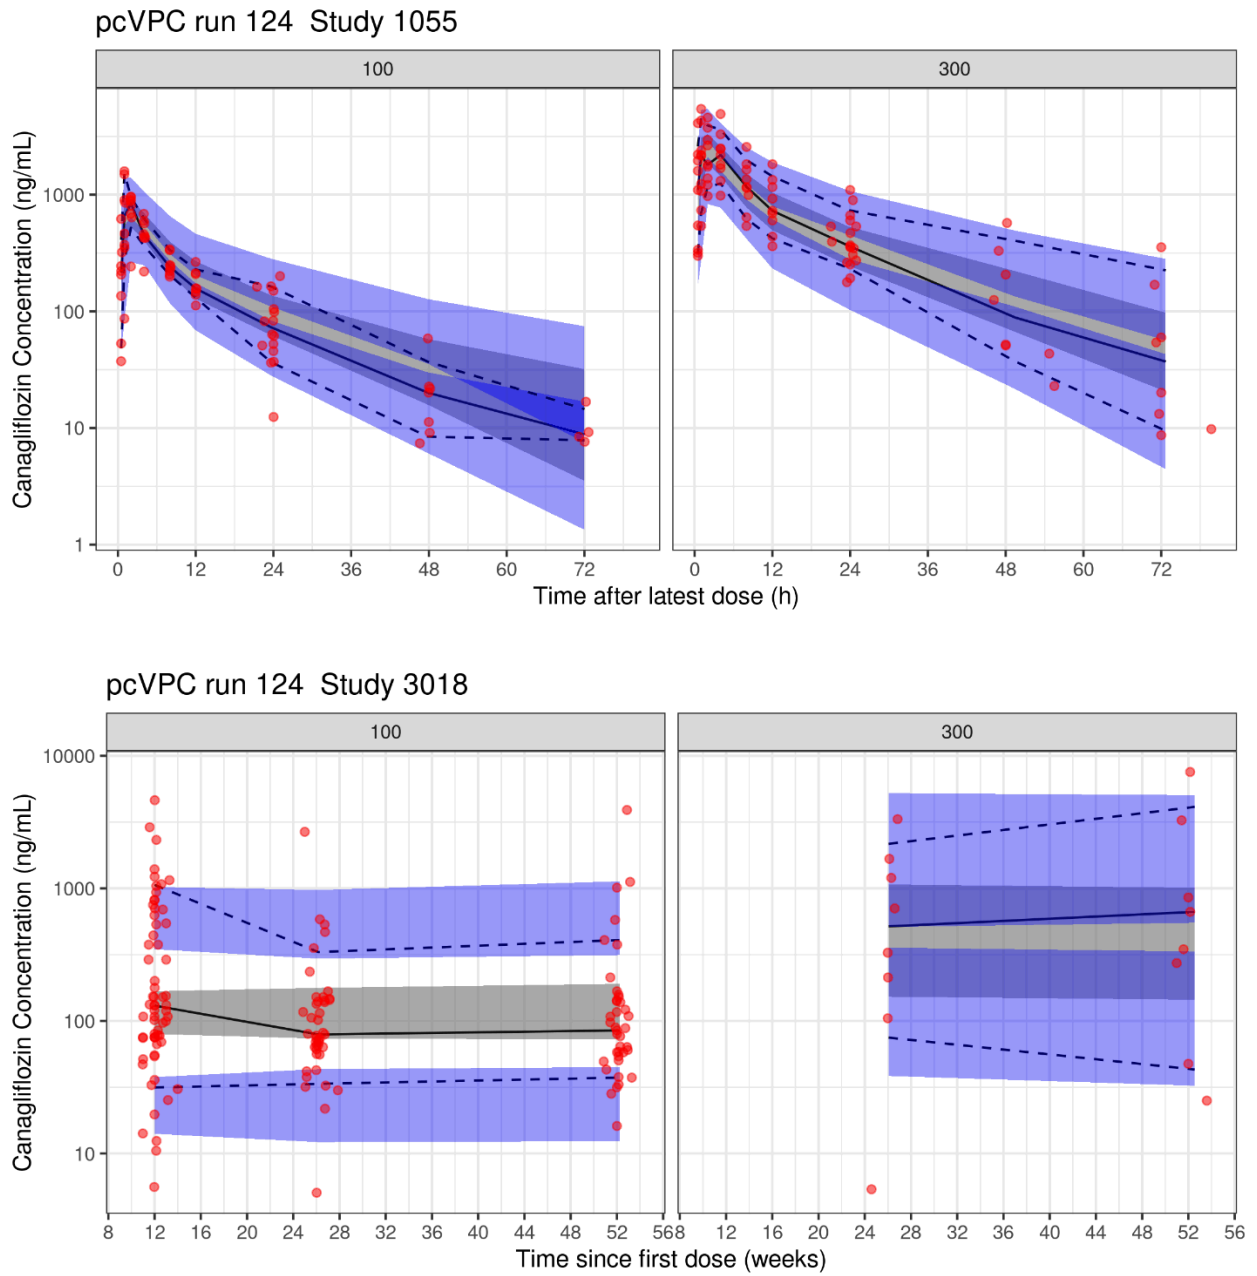 pcVPC run 124  Study 1055
100
300
Canagliflozin Concentration (ng/mL)
1000
100
10
1
0 12 24 36 48 60 72
0 12 24 36 48 60 72
Time after latest dose (h)
pcVPC run 124  Study 3018
100
300
Canagliflozin Concentration (ng/mL)
10000
1000
100
10
8 12 16 20 24 28 32 36 40 44 48 52 56
8 12 16 20 24 28 32 36 40 44 48 52 56
Time since first dose (weeks)